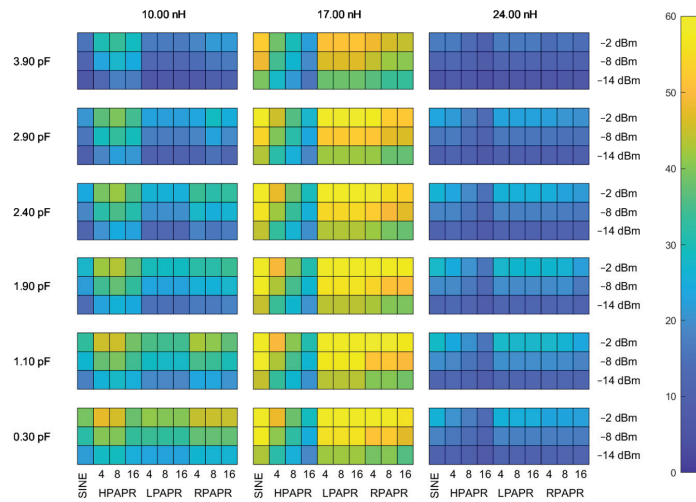 10.00 nH 17.00 nH 24.00 nH
60
3.90 pF −2 dBm
−8 dBm
−14 dBm
50
2.90 pF −2 dBm
−8 dBm
−14 dBm
40
2.40 pF −2 dBm
−8 dBm
−14 dBm
30
1.90 pF −2 dBm
−8 dBm
−14 dBm
20
1.10 pF −2 dBm
−8 dBm
−14 dBm
10
0.30 pF −2 dBm
−8 dBm
−14 dBm
0
SINE 4 8 16 4 8 16 4 8 16 SINE 4 8 16 4 8 16 4 8 16 SINE 4 8 16 4 8 16 4 8 16
HPAPR LPAPR RPAPR HPAPR LPAPR RPAPR HPAPR LPAPR RPAPR